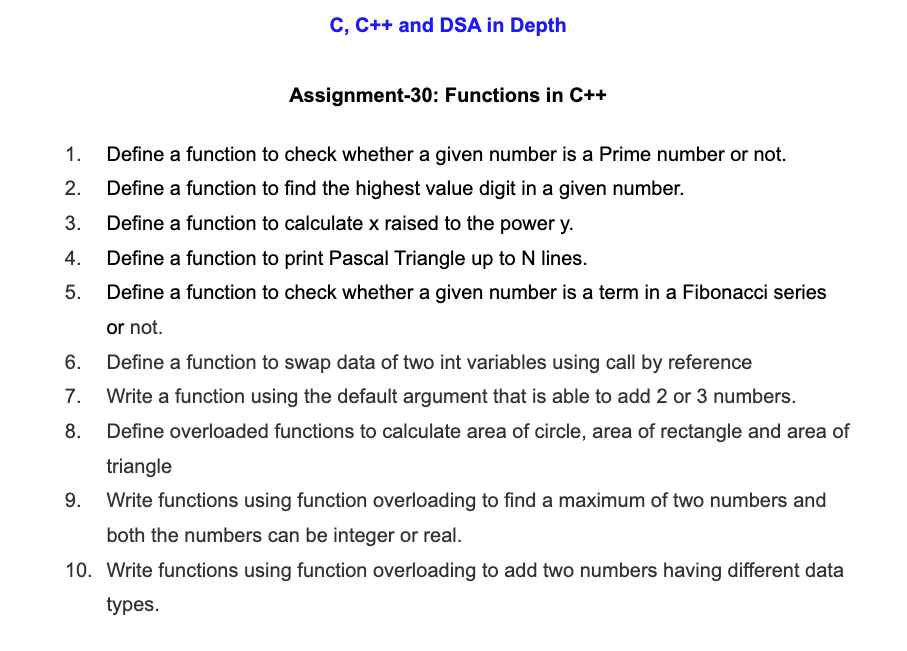 C, C++ and DSA in Depth
Assignment-30: Functions in C++
1. Define a function to check whether a given number is a Prime number or not.
2. Define a function to find the highest value digit in a given number.
3. Define a function to calculate x raised to the power y.
4. Define a function to print Pascal Triangle up to N lines.
5. Define a function to check whether a given number is a term in a Fibonacci series
or not.
6. Define a function to swap data of two int variables using call by reference
7. Write a function using the default argument that is able to add 2 or 3 numbers.
8. Define overloaded functions to calculate area of circle, area of rectangle and area of
triangle
9. Write functions using function overloading to find a maximum of two numbers and
both the numbers can be integer or real.
10. Write functions using function overloading to add two numbers having different data
types.